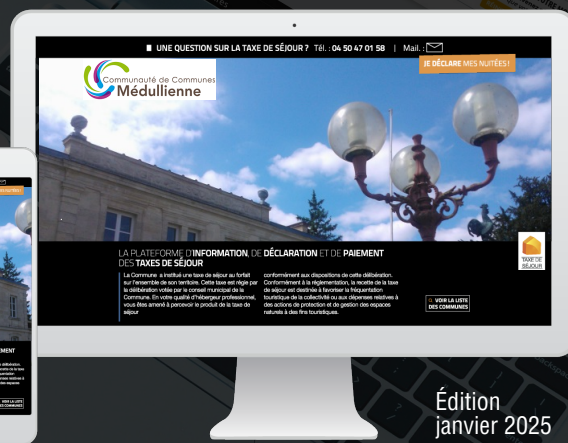 UNE QUESTION SUR LA TAXE DE SÉJOUR ? Tél. : 04 50 47 01 58 | Mail. :
JE DÉCLARE MES NUITÉES !
Communauté de Communes
Médullienne
LA PLATEFORME D'INFORMATION, DE DÉCLARATION ET DE PAIEMENT
DES TAXES DE SÉJOUR
La Commune a institué une taxe de séjour au forfait
sur l'ensemble de son territoire. Cette taxe est régie par
la délibération votée par le conseil municipal de la
Commune. En votre qualité d'hébergeur professionnel,
vous êtes amené à percevoir le produit de la taxe de
séjour
conformément aux dispositions de cette délibération.
Conformément à la réglementation, la recette de la taxe
de séjour est destinée à favoriser la fréquentation
touristique de la collectivité ou aux dépenses relatives à
des actions de protection et de gestion des espaces
naturels à des fins touristiques.
TAXE DE
SÉJOUR
VOIR LA LISTE
DES COMMUNES
VOIR LA LISTE
DES COMMUNES
Édition
janvier 2025